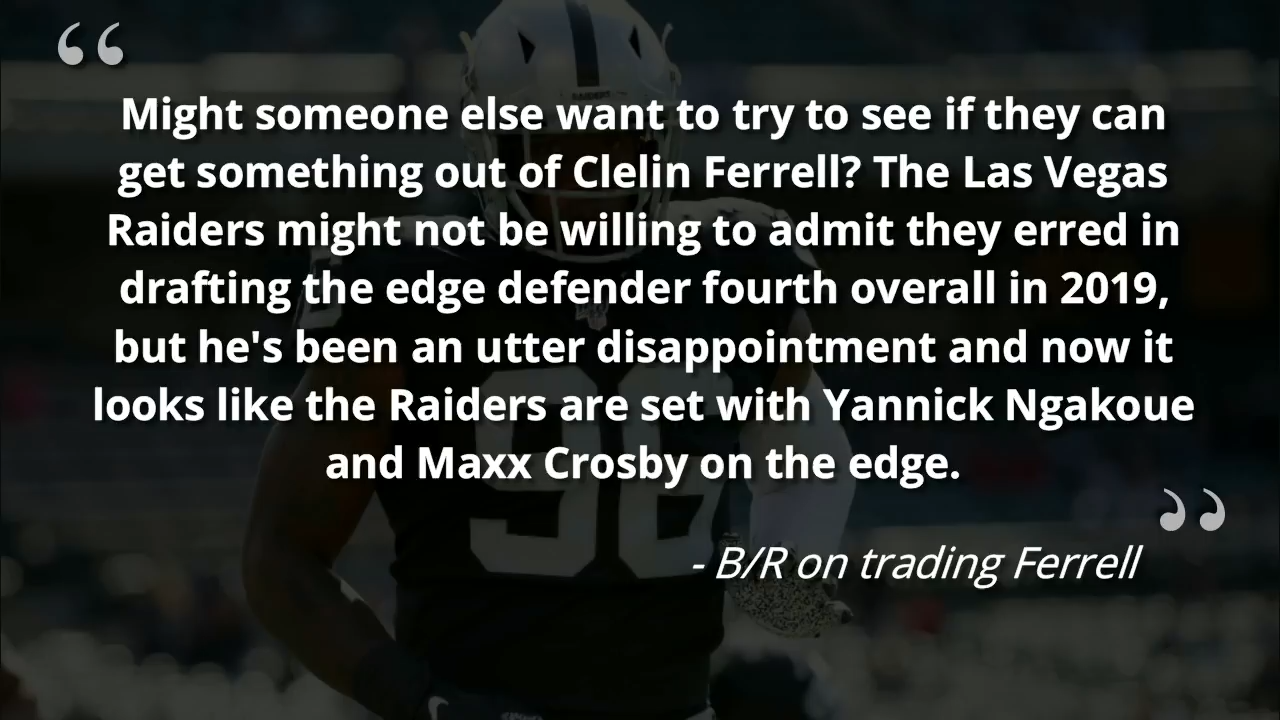 “
Might someone else want to try to see if they can
get something out of Clelin Ferrell? The Las Vegas
Raiders might not be willing to admit they erred in
drafting the edge defender fourth overall in 2019,
but he's been an utter disappointment and now it
looks like the Raiders are set with Yannick Ngakoue
and Maxx Crosby on the edge.
”
- B/R on trading Ferrell
RAIDERS
96